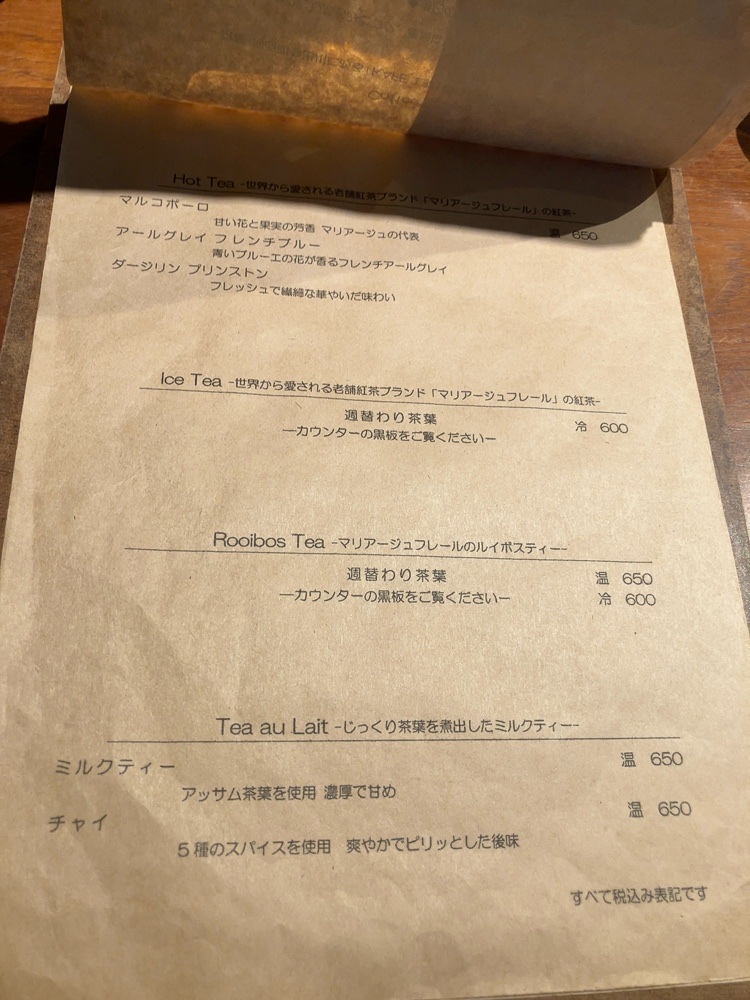 Hot Tea -世界から愛される老舗紅茶ブランド「マリアージュフレール」の紅茶-
マルコポーロ 温 650
甘い花と果実の芳香 マリアージュの代表
アールグレイ フレンチブルー
青いブルーエの花が香るフレンチアールグレイ
ダージリン プリンストン
フレッシュで繊細な華やいだ味わい
Ice Tea -世界から愛される老舗紅茶ブランド「マリアージュフレール」の紅茶-
週替わり茶葉 冷 600
―カウンターの黒板をご覧くださいー
Rooibos Tea -マリアージュフレールのルイボスティー-
週替わり茶葉 温 650
―カウンターの黒板をご覧くださいー 冷 600
Tea au Lait -じっくり茶葉を煮出したミルクティー-
ミルクティー 温 650
アッサム茶葉を使用 濃厚で甘め
チャイ 温 650
5種のスパイスを使用 爽やかでピリッとした後味
すべて税込み表記です